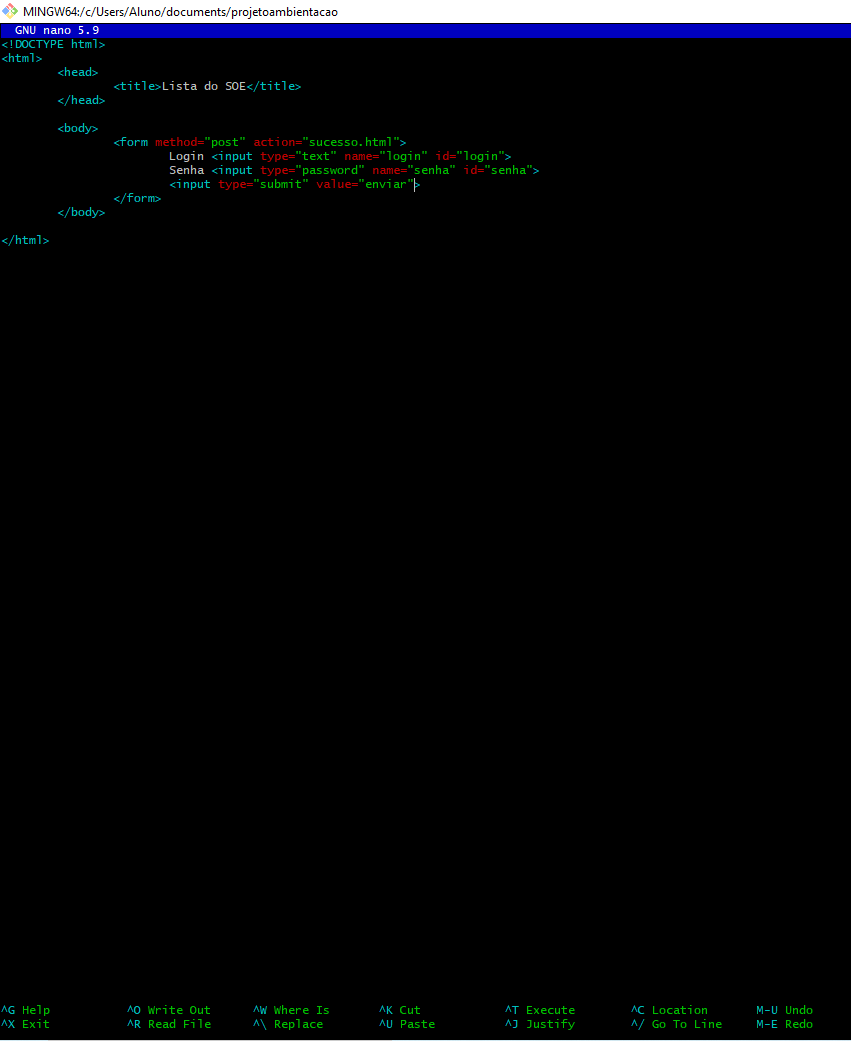 MINGW64:/c/Users/Aluno/documents/projetoambientacao
GNU nano 5.9
<!DOCTYPE html>
<html>
<head>
<title>Lista do SOE</title>
</head>
<body>
<form method="post" action="sucesso.html">
Login <input type="text" name="login" id="login">
Senha <input type="password" name="senha" id="senha">
<input type="submit" value="enviar">
</form>
</body>
</html>
^G Help ^O Write Out ^W Where Is ^K Cut ^T Execute ^C Location M-U Undo
^X Exit ^R Read File ^\ Replace ^U Paste ^J Justify ^/ Go To Line M-E Redo